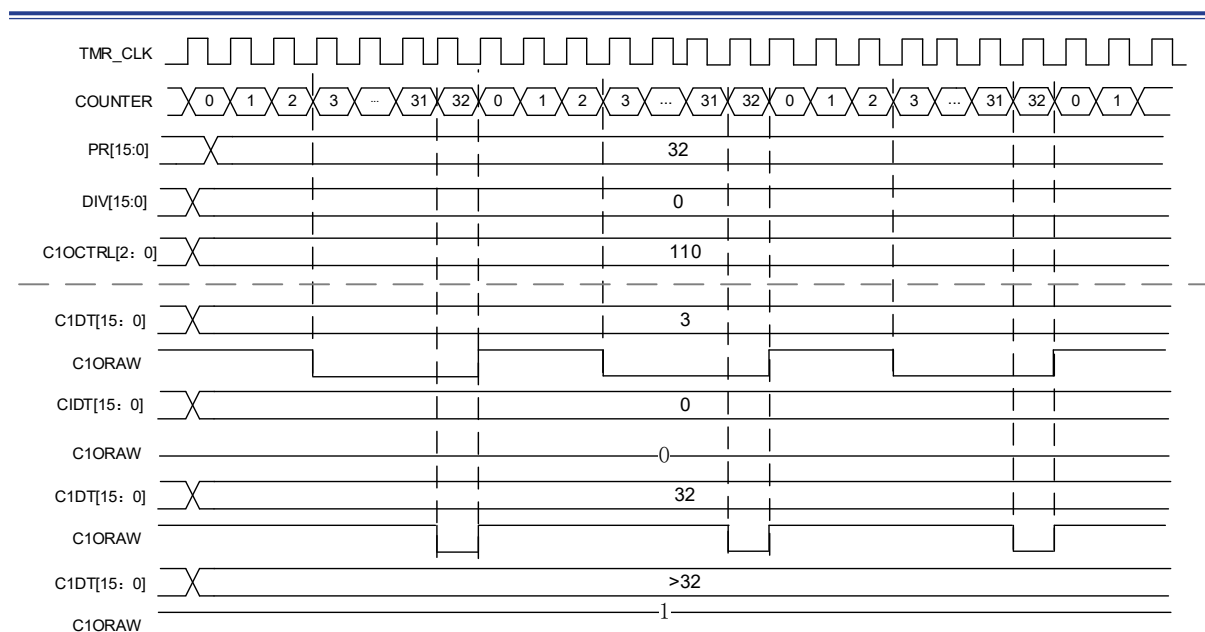 TMR_CLK
COUNTER 0 1 2 3 ... 31 32 0 1 2 3 ... 31 32 0 1 2 3 ... 31 32 0 1
PR[15:0] 32
DIV[15:0] 0
C1OCTRL[2：0] 110
C1DT[15：0] 3
C1ORAW
CIDT[15：0] 0
C1ORAW 0
C1DT[15：0] 32
C1ORAW
C1DT[15：0] >32
C1ORAW 1